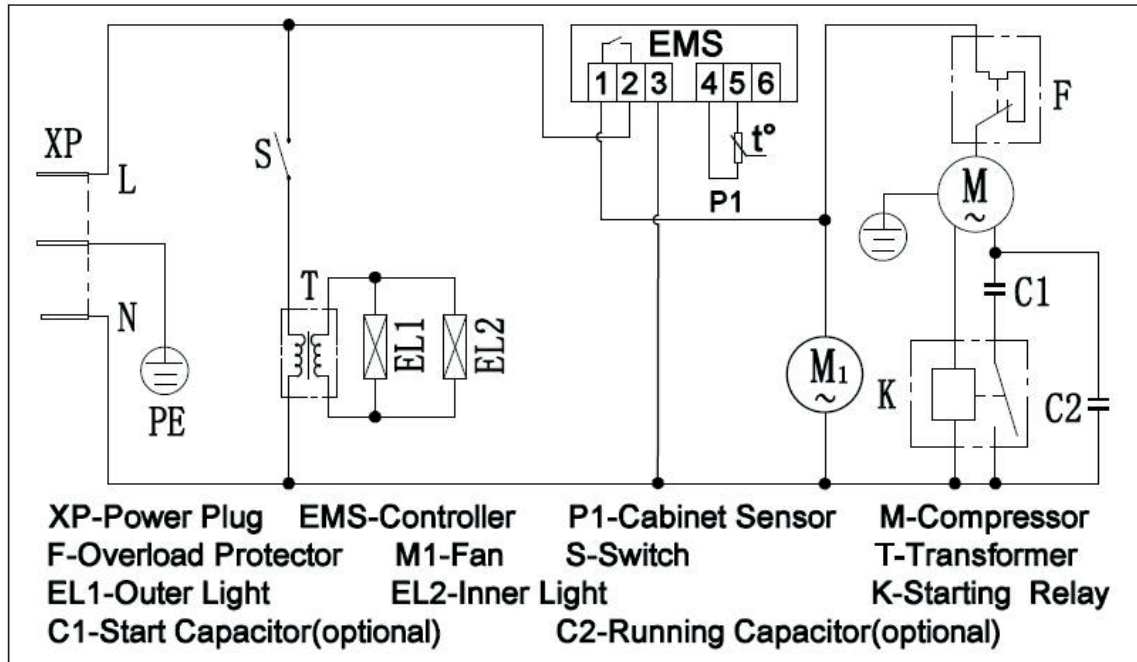 EMS
1 2 3 4 5 6
F
XP
L
S
t°
P1
M
~
C1
T
N
EL1
EL2
M1
~
K
C2
PE
XP-Power Plug EMS-Controller P1-Cabinet Sensor M-Compressor
F-Overload Protector M1-Fan S-Switch T-Transformer
EL1-Outer Light EL2-Inner Light K-Starting Relay
C1-Start Capacitor(optional) C2-Running Capacitor(optional)